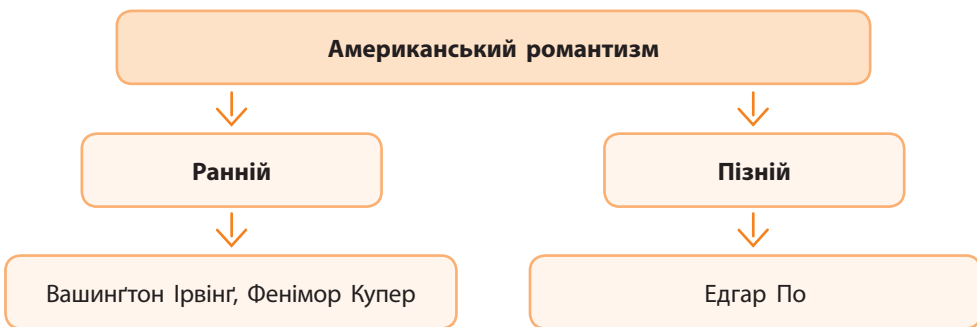 Американський романтизм
Ранній
Пізній
Вашинґтон Ірвінґ, Фенімор Купер
Едгар По